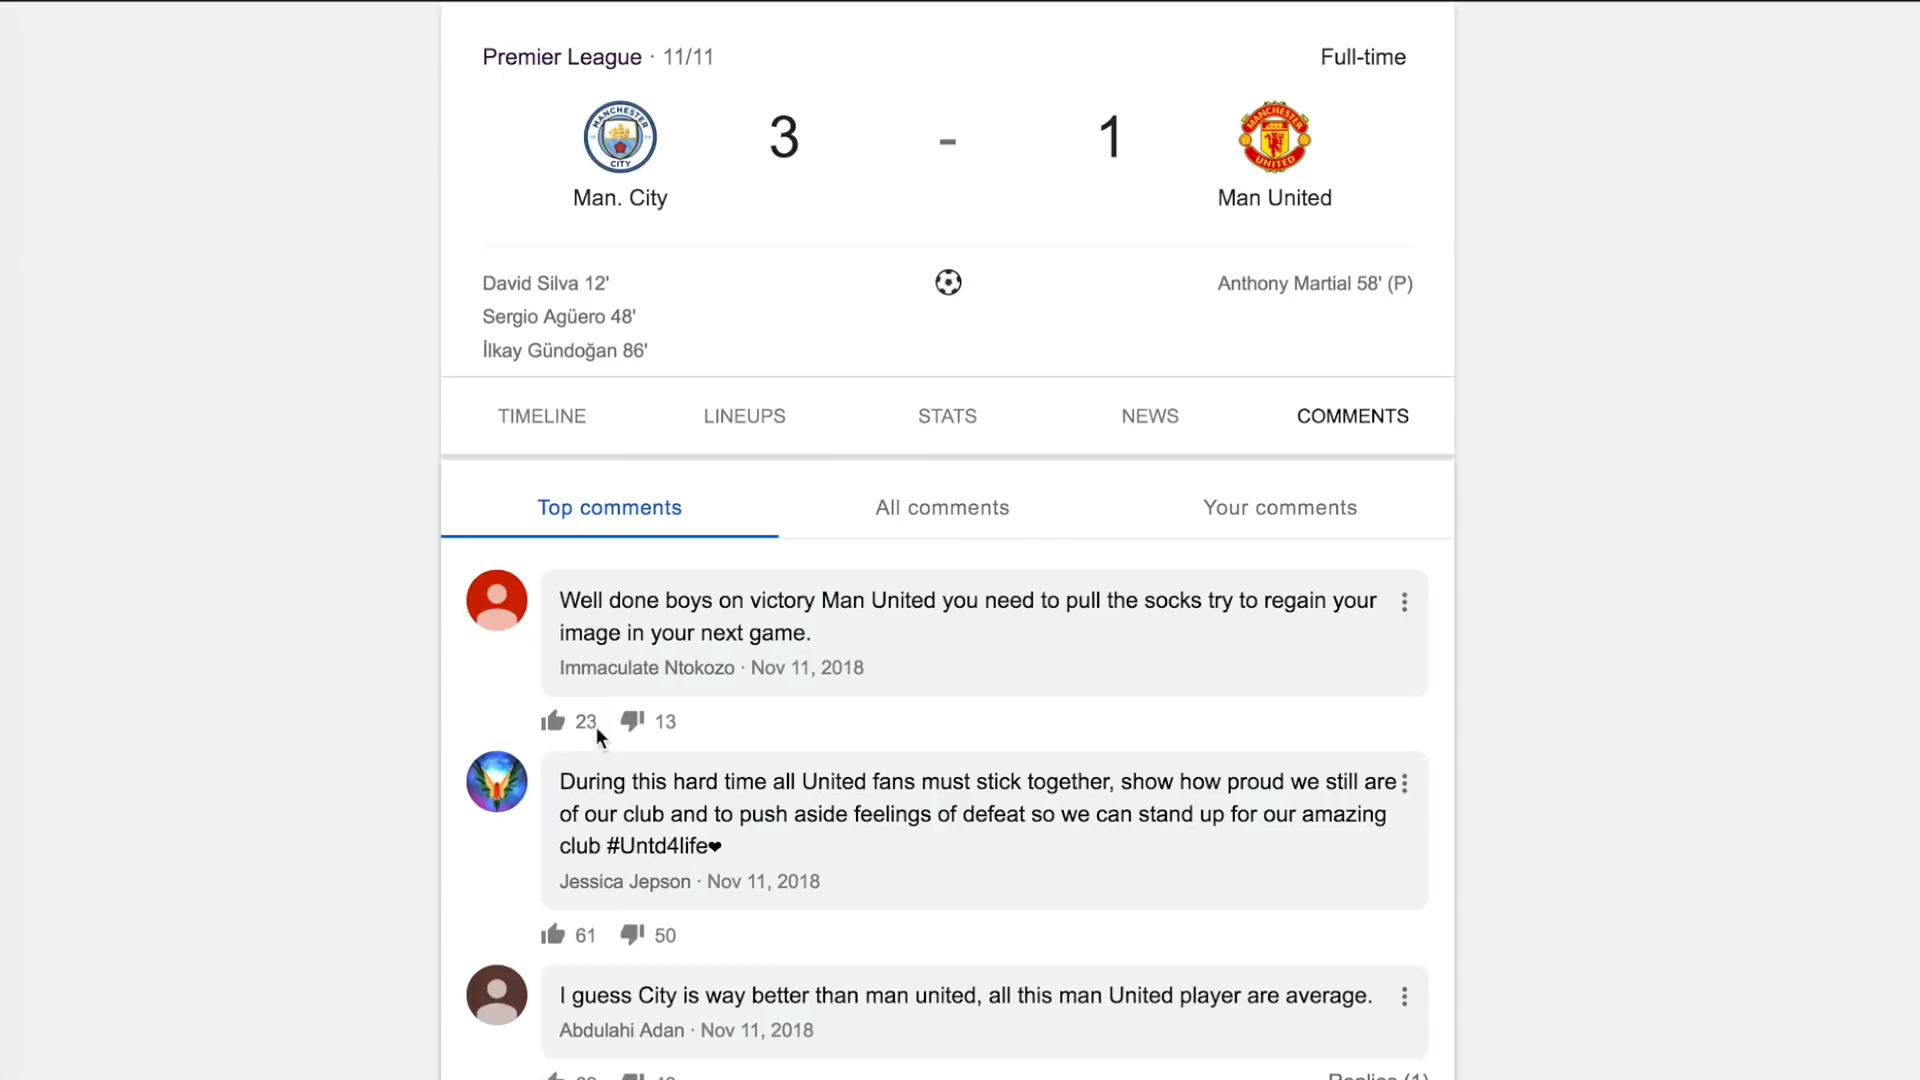 Premier League · 11/11
Full-time
MANCHESTER
CITY
3 - 1
MANCHESTER
UNITED
Man. City
Man United
David Silva 12'
Anthony Martial 58' (P)
Sergio Agüero 48'
İlkay Gündoğan 86'
TIMELINE LINEUPS STATS NEWS COMMENTS
Top comments All comments Your comments
Well done boys on victory Man United you need to pull the socks try to regain your
image in your next game.
Immaculate Ntokozo · Nov 11, 2018
23 13
During this hard time all United fans must stick together, show how proud we still are
of our club and to push aside feelings of defeat so we can stand up for our amazing
club #Untd4life❤
Jessica Jepson · Nov 11, 2018
61 50
I guess City is way better than man united, all this man United player are average.
Abdulahi Adan · Nov 11, 2018
Replies (1)